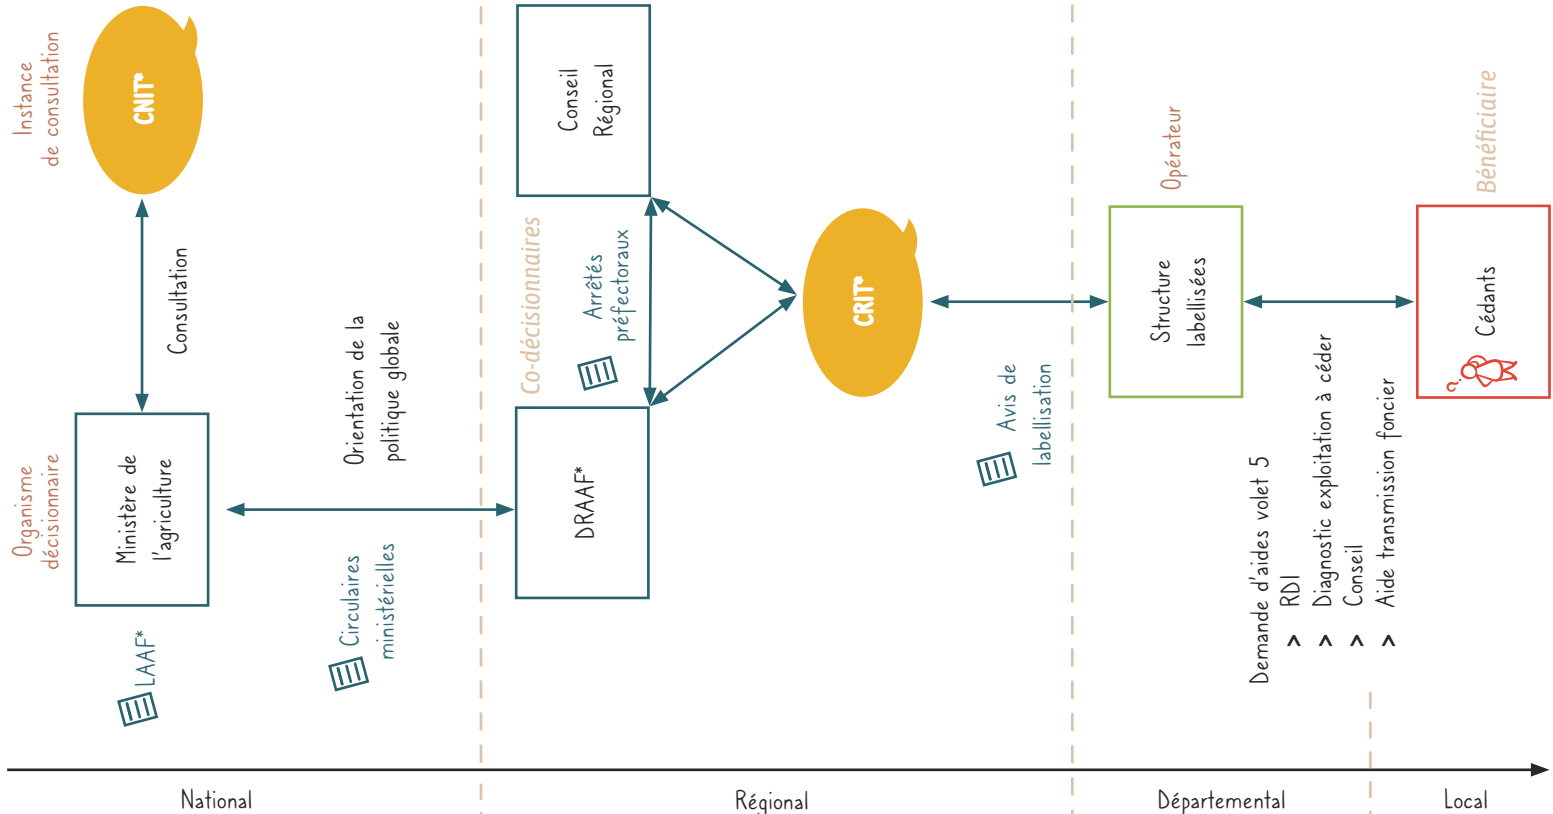 Instance
de consultation
CNIT*
Consultation
Organisme
décisionnaire
Ministère de
l'agriculture
LAAF*
Orientation de la
politique globale
Circulaires
ministérielles
Conseil
Régional
Co-décisionnaires
Arrêtés
préfectoraux
DRAAF*
CRIT*
Avis de
labellisation
Opérateur
Structure
labellisées
Demande d'aides volet 5
> RDI
> Diagnostic exploitation à céder
> Conseil
> Aide transmission foncier
Bénéficiaire
Cédants
?
National
Régional
Départemental
Local